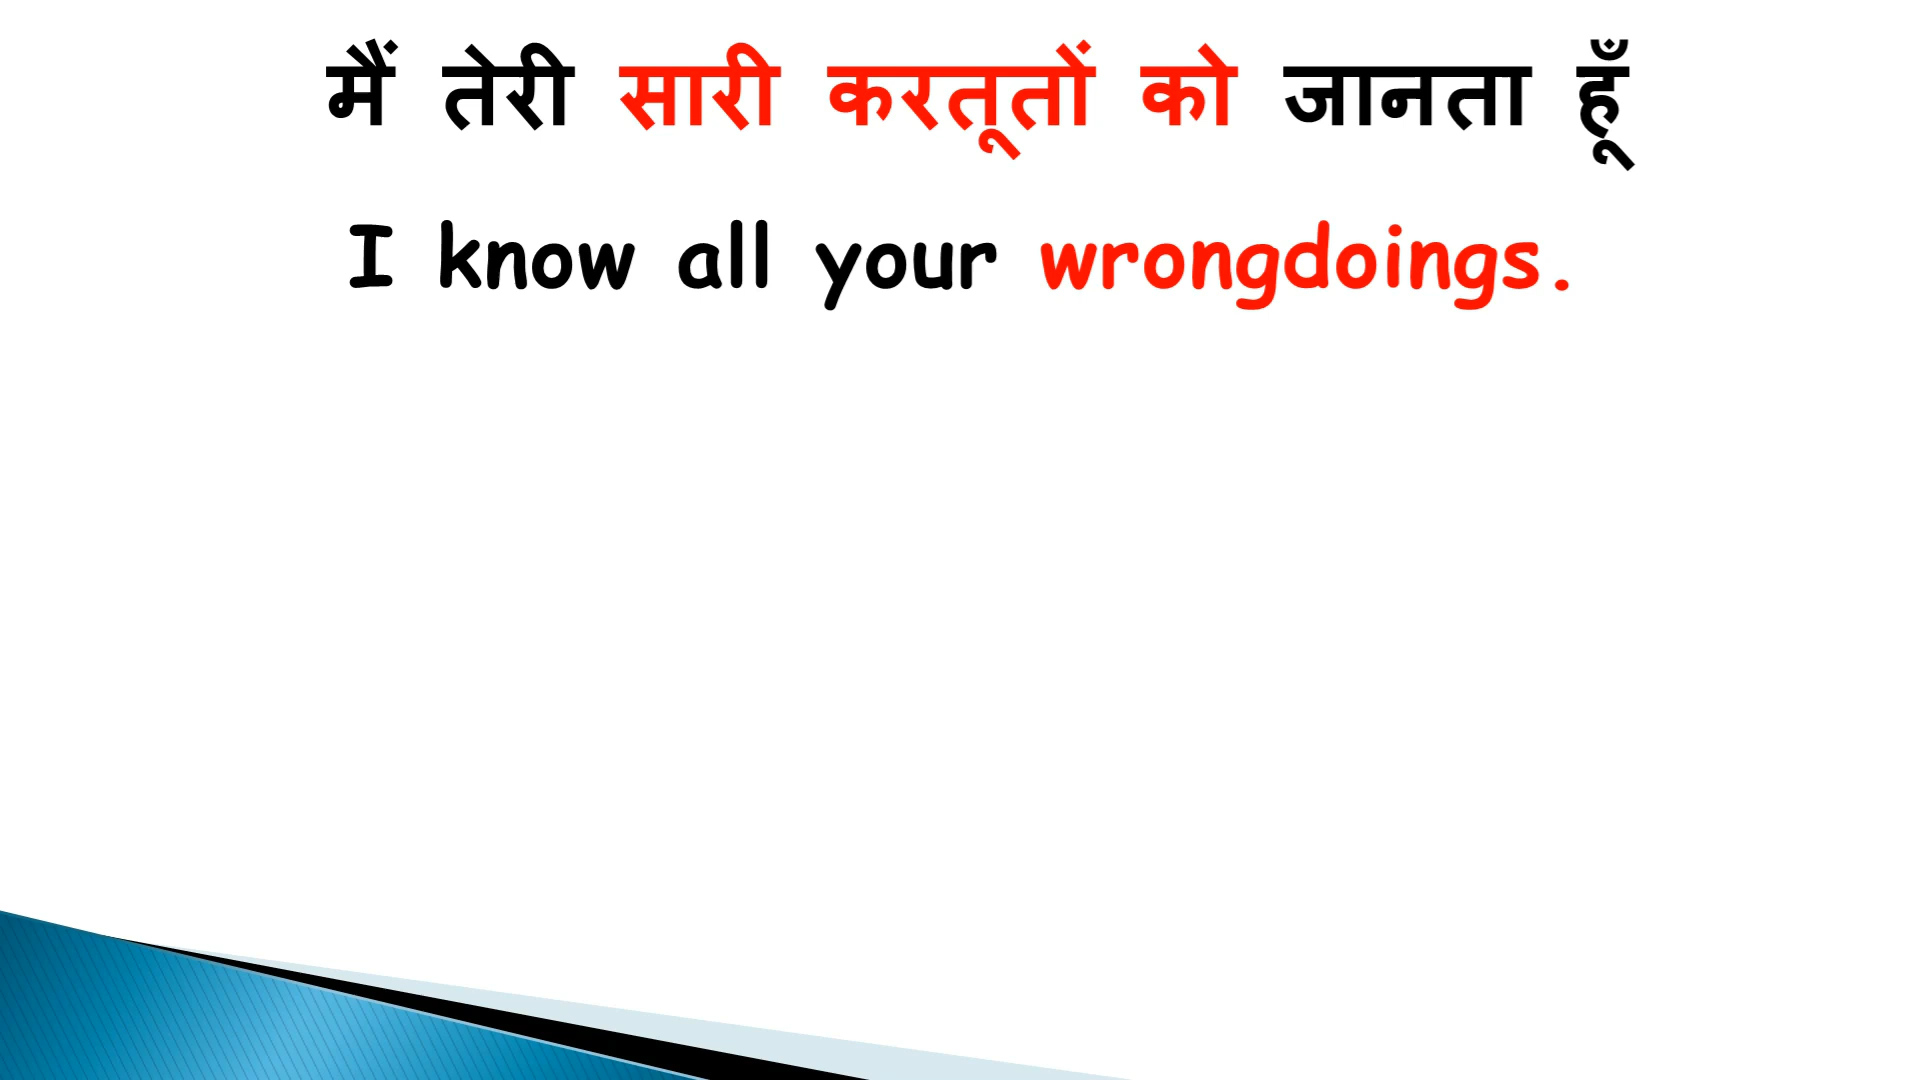 मैं तेरी सारी करतूतों को जानता हूँ
I know all your wrongdoings.